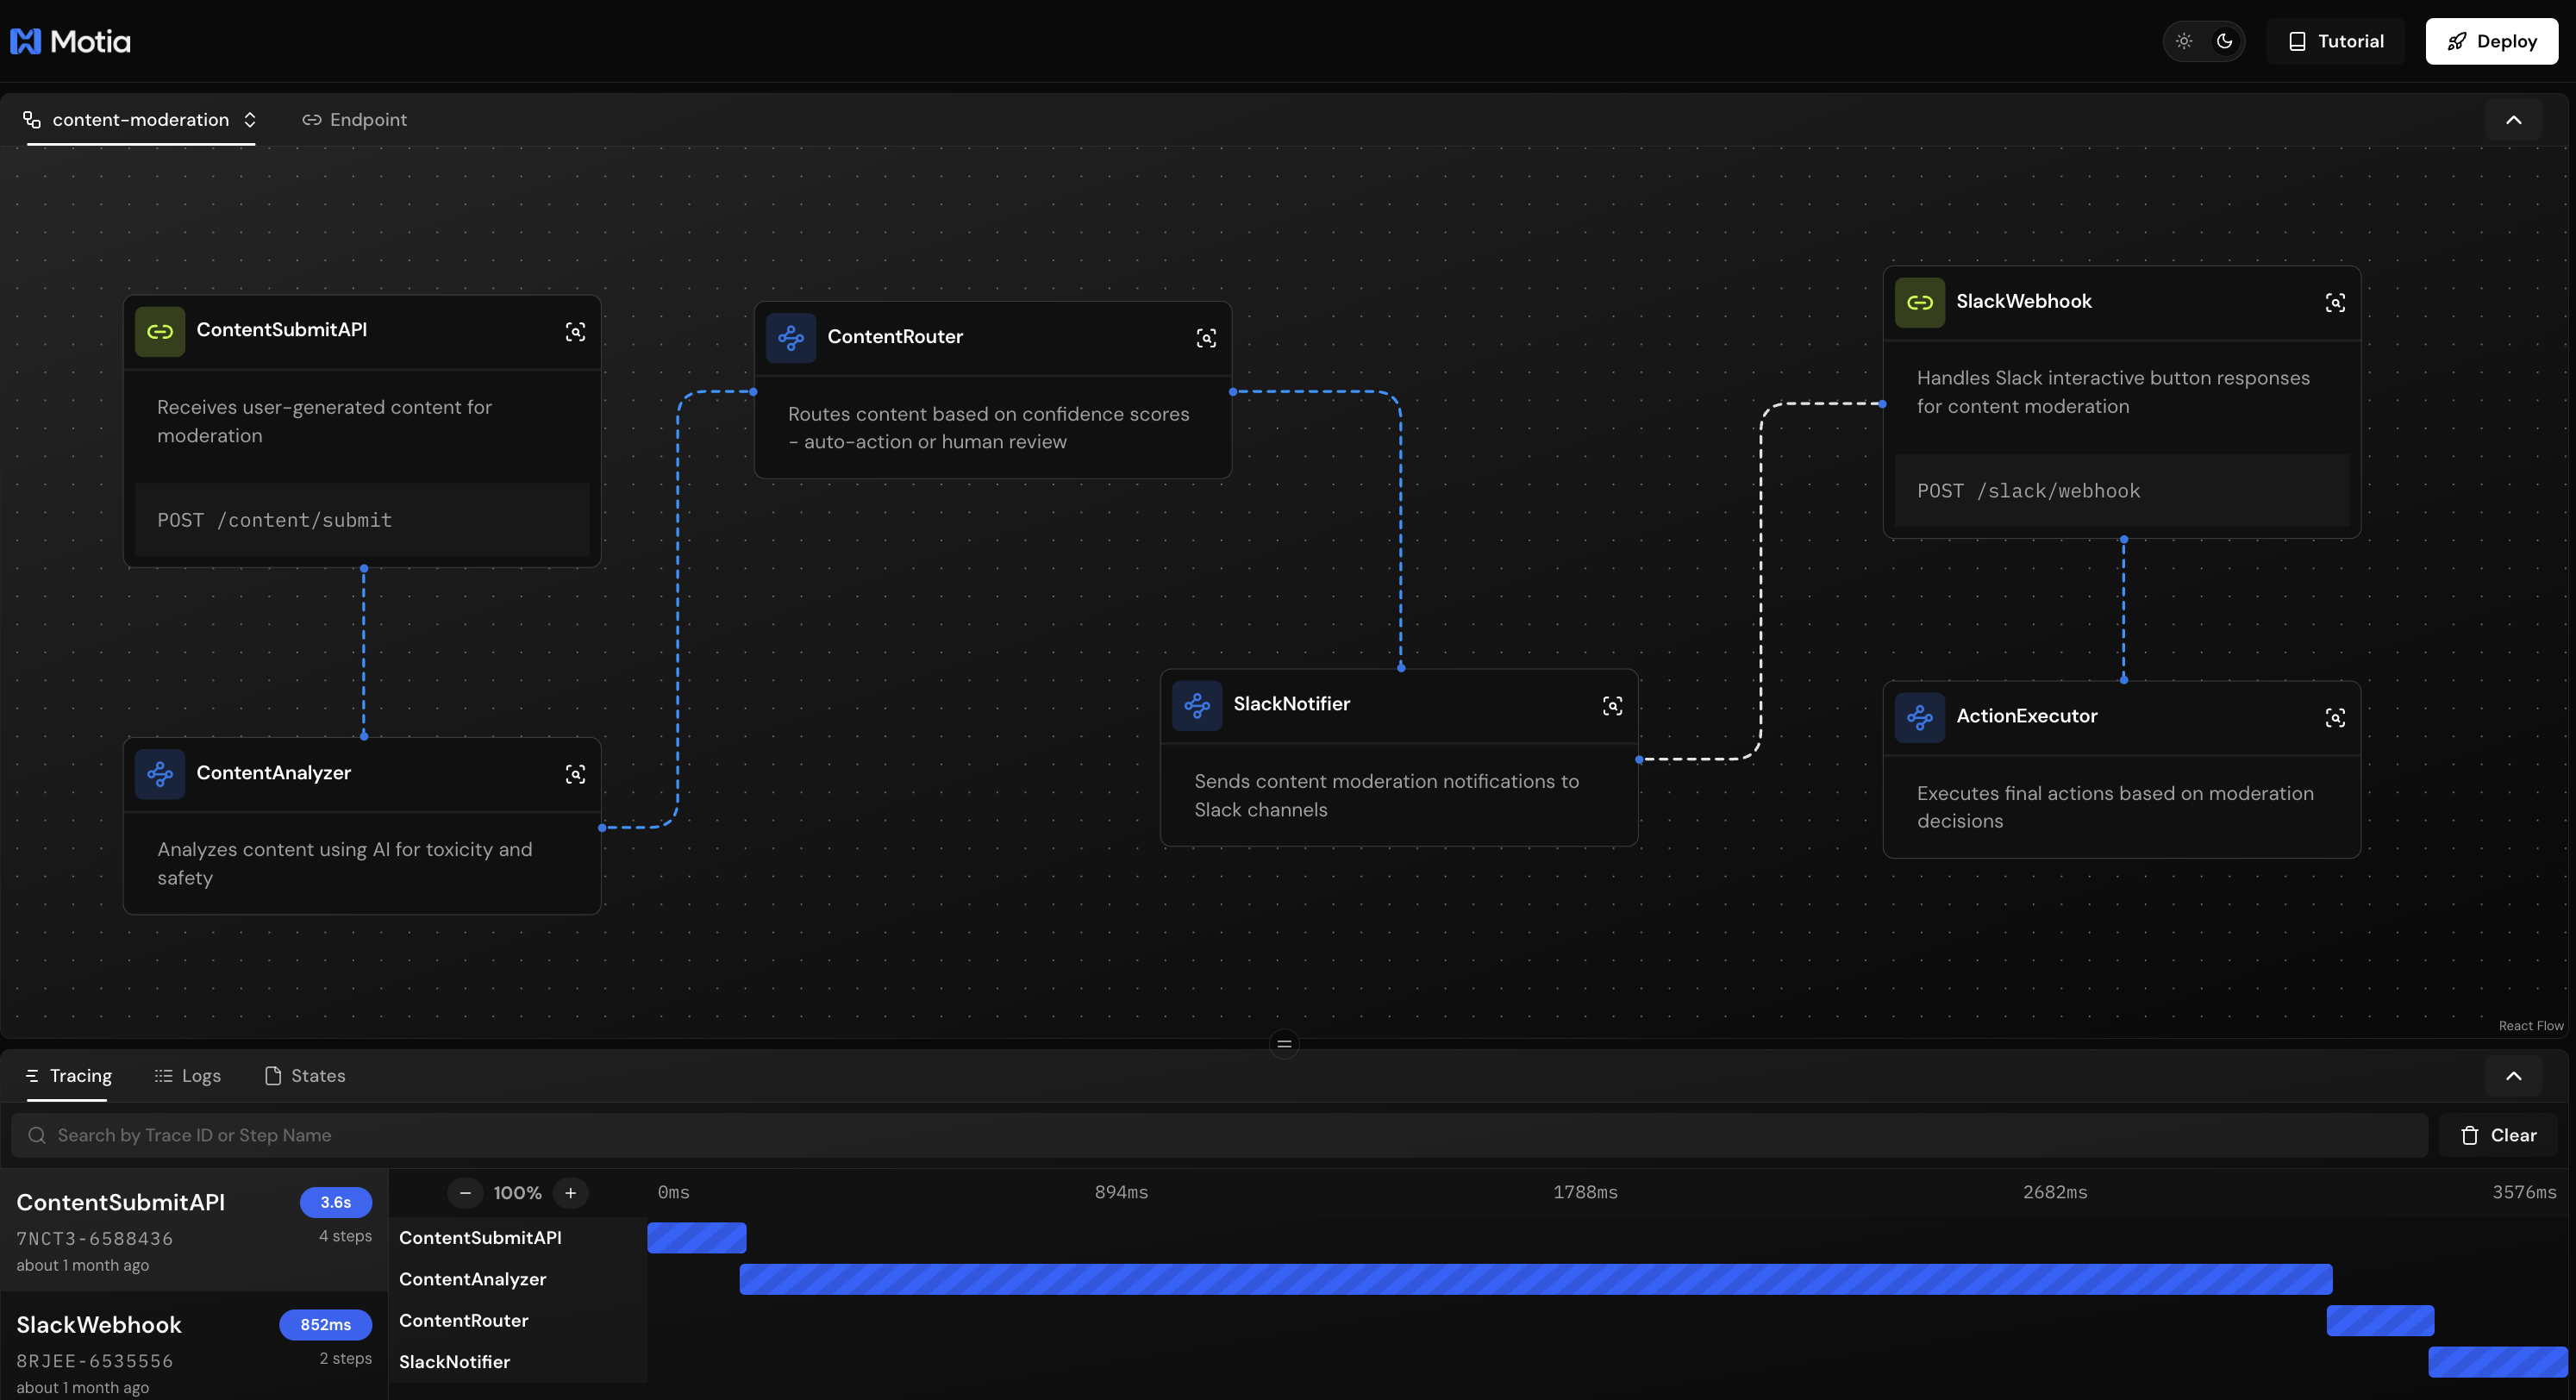 Motia
Tutorial
Deploy
content-moderation
Endpoint
ContentSubmitAPI
Receives user-generated content for
moderation
POST /content/submit
ContentRouter
Routes content based on confidence scores
- auto-action or human review
SlackWebhook
Handles Slack interactive button responses
for content moderation
POST /slack/webhook
ContentAnalyzer
Analyzes content using AI for toxicity and
safety
SlackNotifier
Sends content moderation notifications to
Slack channels
ActionExecutor
Executes final actions based on moderation
decisions
React Flow
Tracing
Logs
States
Search by Trace ID or Step Name
Clear
ContentSubmitAPI
3.6s
7NCT3-6588436
4 steps
about 1 month ago
SlackWebhook
852ms
8RJEE-6535556
2 steps
about 1 month ago
100%
0ms
894ms
1788ms
2682ms
3576ms
ContentSubmitAPI
ContentAnalyzer
ContentRouter
SlackNotifier